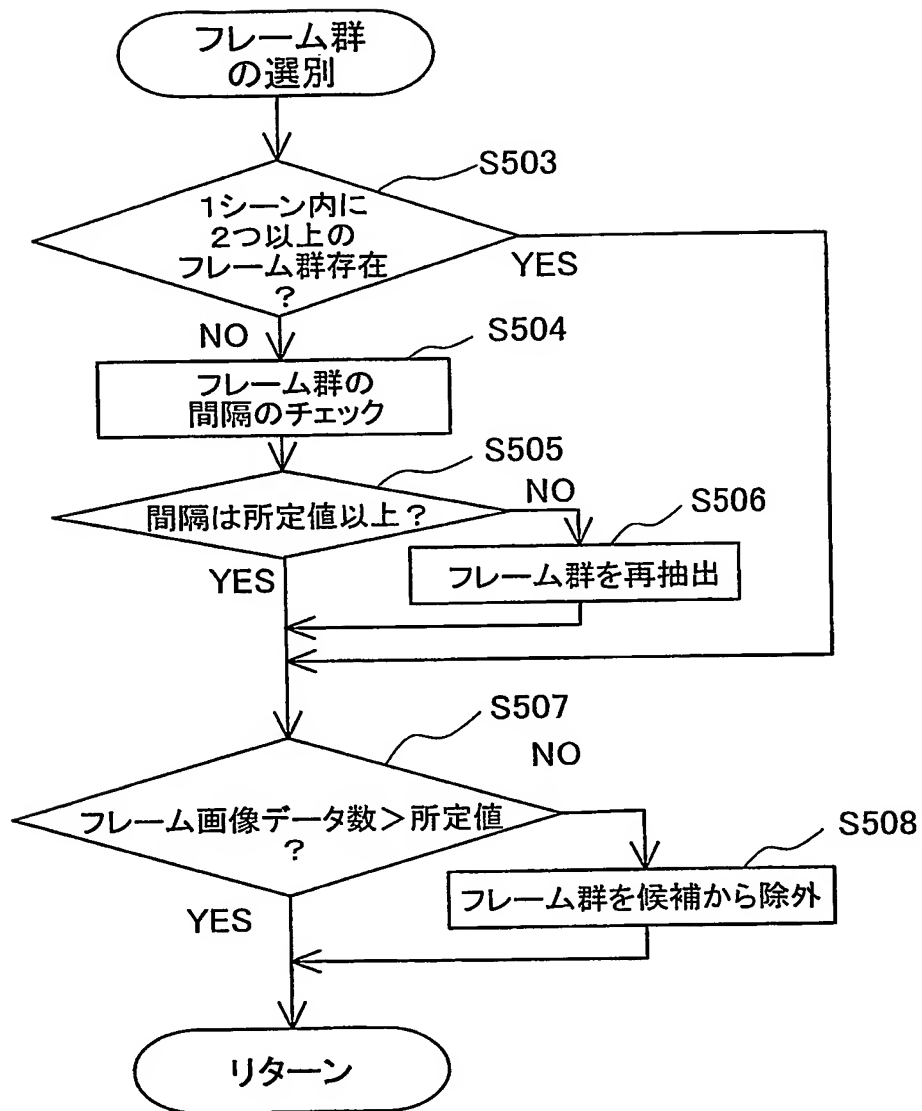 フレーム群
の選別
S503
1シーン内に
2つ以上の
フレーム群存在
?
YES
NO
S504
フレーム群の
間隔のチェック
S505
間隔は所定値以上?
NO
S506
YES
フレーム群を再抽出
S507
NO
フレーム画像データ数>所定値
?
S508
YES
フレーム群を候補から除外
リターン